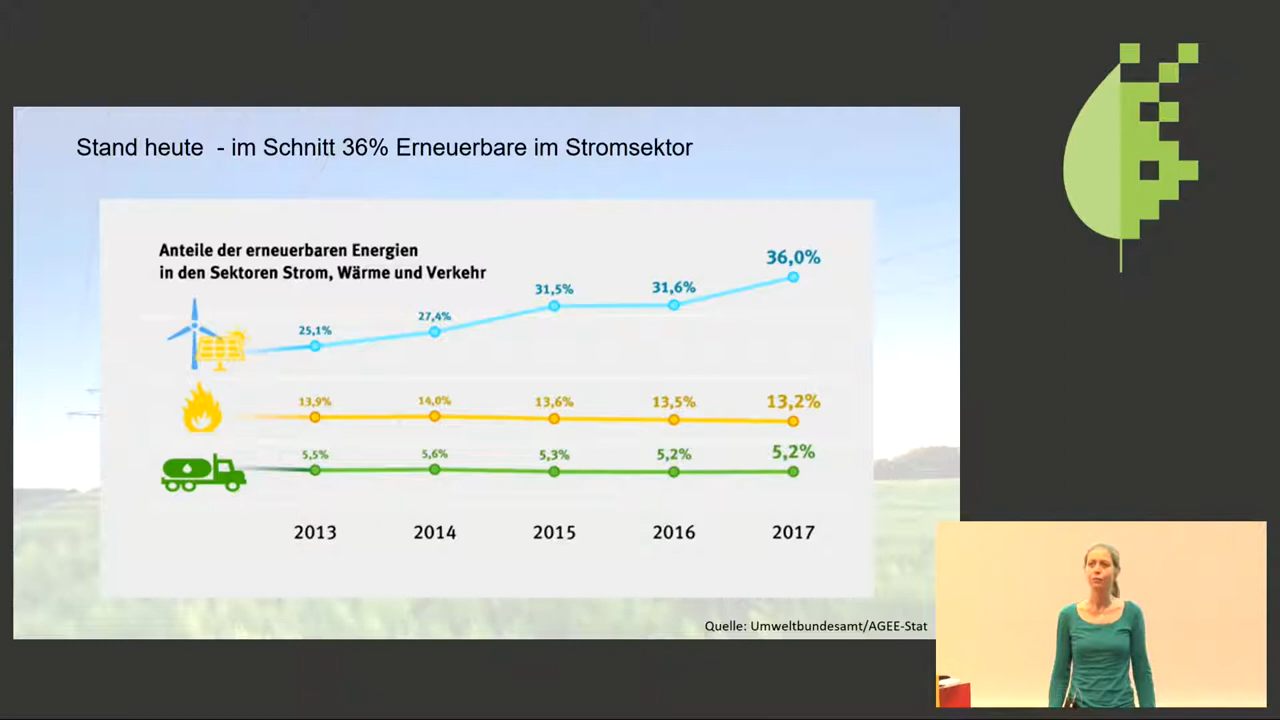 Stand heute - im Schnitt 36% Erneuerbare im Stromsektor
Anteile der erneuerbaren Energien
in den Sektoren Strom, Wärme und Verkehr
25,1% 27,4% 31,5% 31,6% 36,0%
13,9% 14,0% 13,6% 13,5% 13,2%
5,5% 5,6% 5,3% 5,2% 5,2%
2013 2014 2015 2016 2017
Quelle: Umweltbundesamt/AGEE-Stat